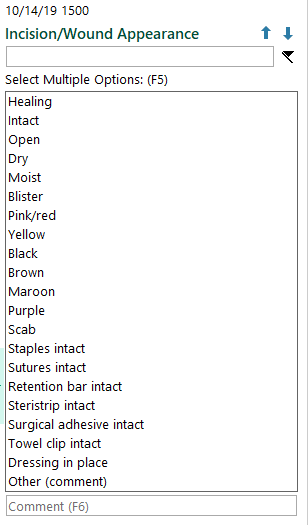 10/14/19 1500
Incision/Wound Appearance
Select Multiple Options: (F5)
Healing
Intact
Open
Dry
Moist
Blister
Pink/red
Yellow
Black
Brown
Maroon
Purple
Scab
Staples intact
Sutures intact
Retention bar intact
Steristrip intact
Surgical adhesive intact
Towel clip intact
Dressing in place
Other (comment)
Comment (F6)